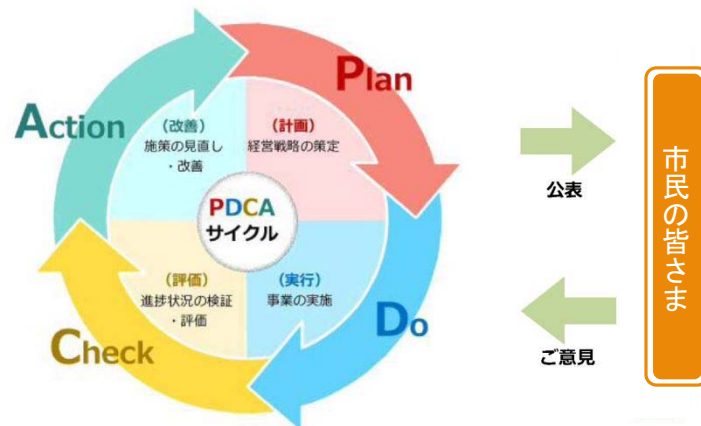 Plan
Action
(改善)
施策の見直し
・改善
(計画)
経営戦略の策定
PDCA
サイクル
(評価)
進捗状況の検証
・評価
(実行)
事業の実施
Check
Do
公表
ご意見
市民の皆さま